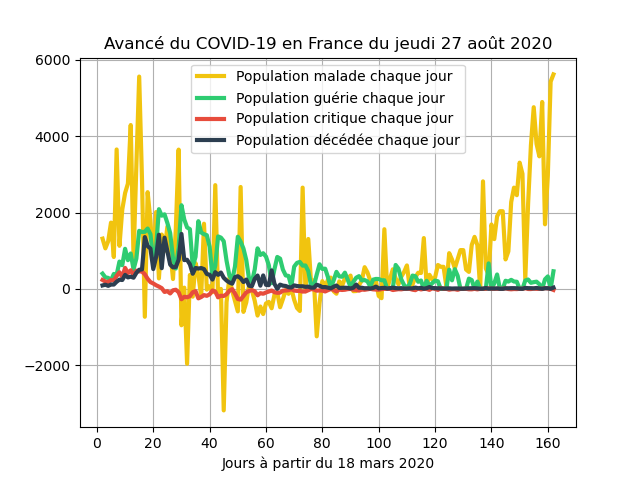 Avancé du COVID-19 en France du jeudi 27 août 2020
Population malade chaque jour
Population guérie chaque jour
Population critique chaque jour
Population décédée chaque jour
6000
4000
2000
0
−2000
0 20 40 60 80 100 120 140 160
Jours à partir du 18 mars 2020